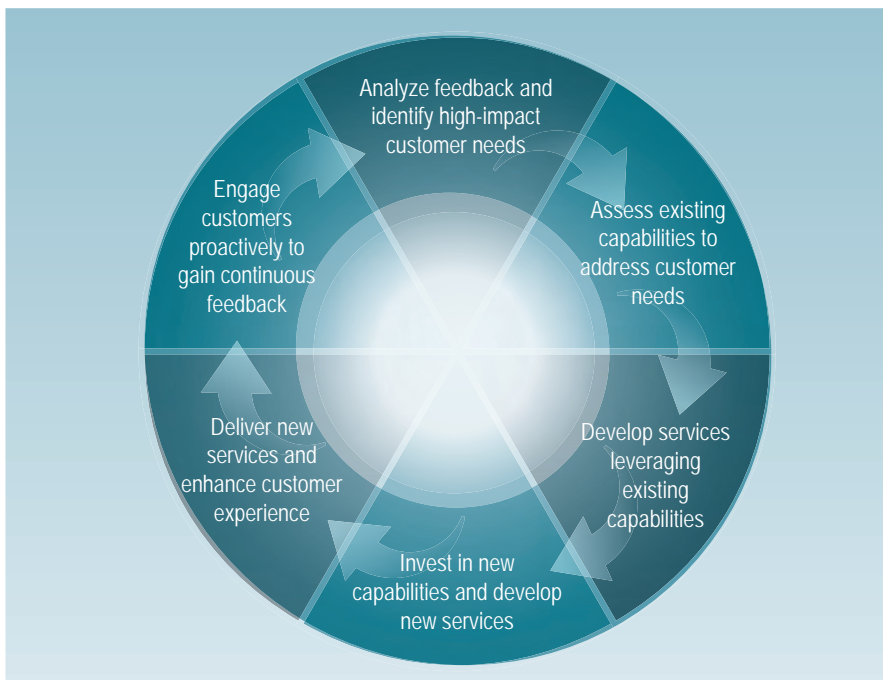 Analyze feedback and
identify high-impact
customer needs
Assess existing
capabilities to
address customer
needs
Develop services
leveraging
existing
capabilities
Invest in new
capabilities and develop
new services
Deliver new
services and
enhance customer
experience
Engage
customers
proactively to
gain continuous
feedback